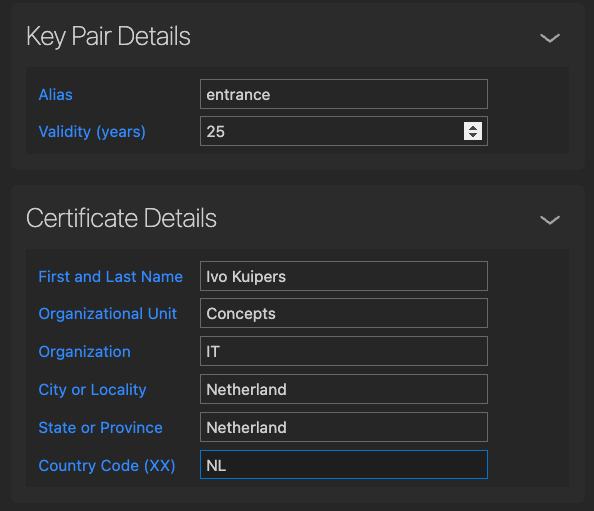 Key Pair Details
Alias entrance
Validity (years) 25
Certificate Details
First and Last Name Ivo Kuipers
Organizational Unit Concepts
Organization IT
City or Locality Netherland
State or Province Netherland
Country Code (XX) NL